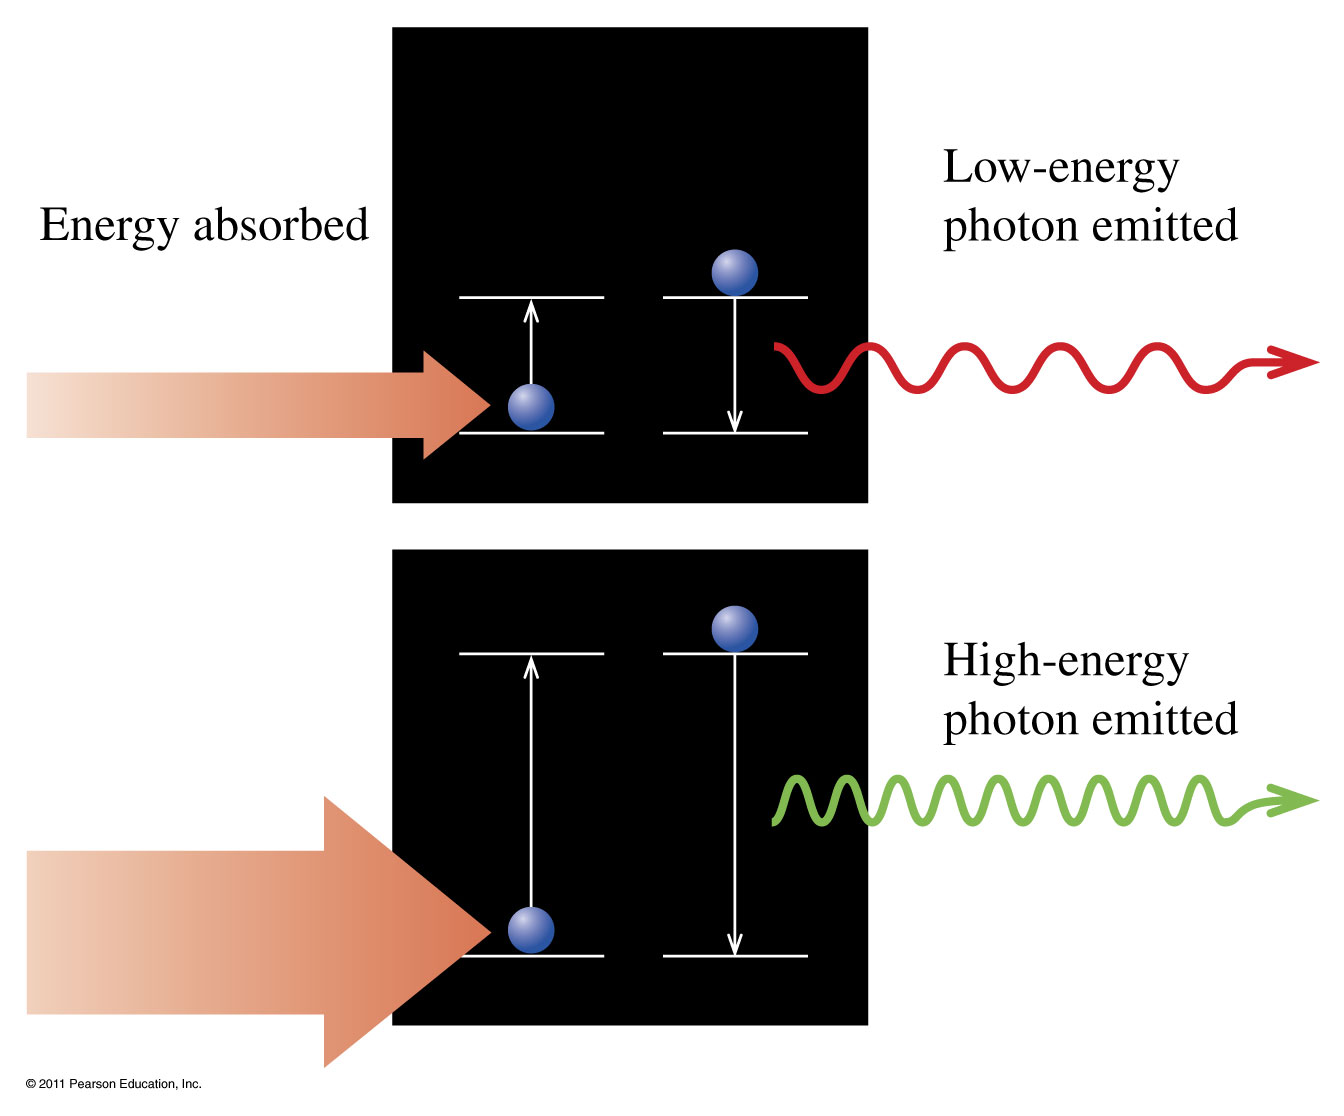 Energy absorbed
Low-energy
photon emitted
High-energy
photon emitted
© 2011 Pearson Education, Inc.